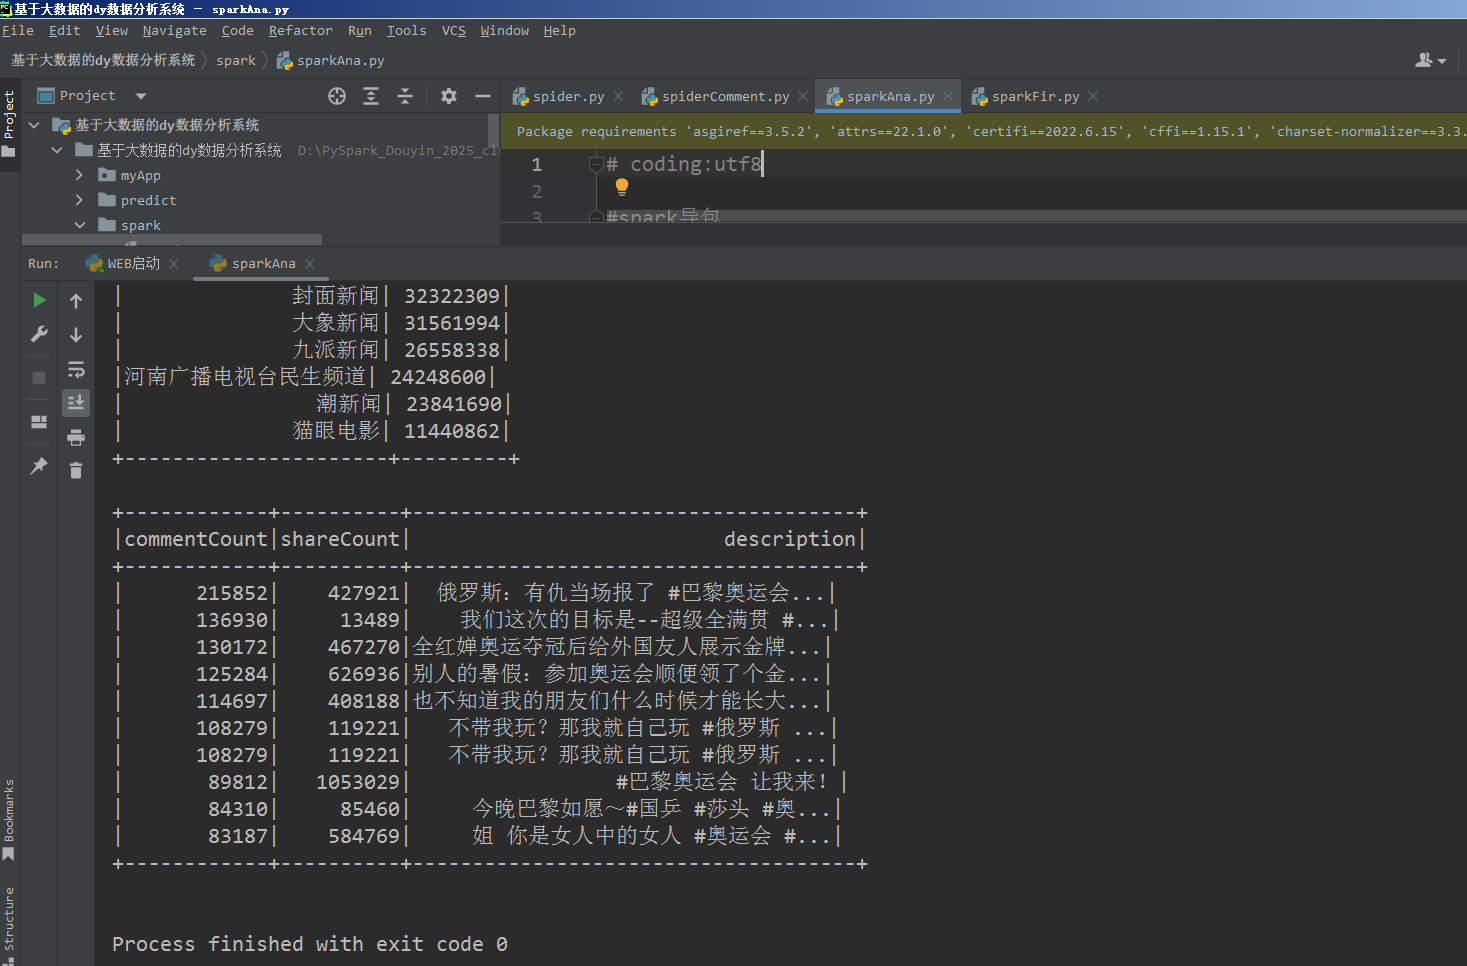 基于大数据的dy数据分析系统 – sparkAna.py
File Edit View Navigate Code Refactor Run Tools VCS Window Help
基于大数据的dy数据分析系统 spark sparkAna.py
Project
Project
spider.py spiderComment.py sparkAna.py sparkFir.py
基于大数据的dy数据分析系统
Package requirements 'asgiref==3.5.2', 'attrs==22.1.0', 'certifi==2022.6.15', 'cffi==1.15.1', 'charset-normalizer==3.3.
基于大数据的dy数据分析系统 D:\PySpark_Douyin_2025_cl
1 # coding:utf8
myApp
2
predict
3 #spark导包
spark
Run: WEB启动 sparkAna
| 封面新闻| 32322309|
| 大象新闻| 31561994|
| 九派新闻| 26558338|
|河南广播电视台民生频道| 24248600|
| 潮新闻| 23841690|
| 猫眼电影| 11440862|
+----------------------+---------+
+------------+----------+-------------------------------------+
|commentCount|shareCount| description|
+------------+----------+-------------------------------------+
| 215852| 427921| 俄罗斯：有仇当场报了 #巴黎奥运会...|
| 136930| 13489| 我们这次的目标是--超级全满贯 #...|
| 130172| 467270|全红婵奥运夺冠后给外国友人展示金牌...|
| 125284| 626936|别人的暑假：参加奥运会顺便领了个金...|
| 114697| 408188|也不知道我的朋友们什么时候才能长大...|
| 108279| 119221| 不带我玩？那我就自己玩 #俄罗斯 ...|
| 108279| 119221| 不带我玩？那我就自己玩 #俄罗斯 ...|
| 89812| 1053029| #巴黎奥运会 让我来！|
| 84310| 85460| 今晚巴黎如愿～#国乒 #莎头 #奥...|
| 83187| 584769| 姐 你是女人中的女人 #奥运会 #...|
+------------+----------+-------------------------------------+
Bookmarks
Structure
Process finished with exit code 0